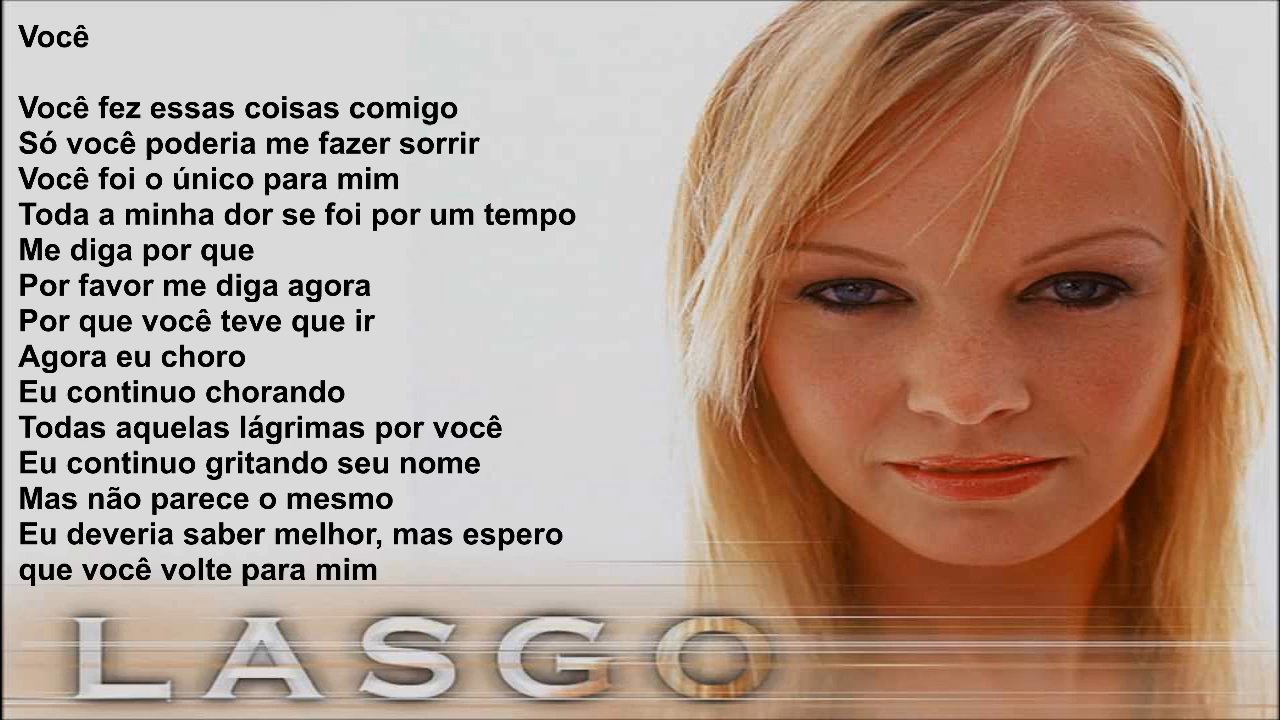 Você
Você fez essas coisas comigo
Só você poderia me fazer sorrir
Você foi o único para mim
Toda a minha dor se foi por um tempo
Me diga por que
Por favor me diga agora
Por que você teve que ir
Agora eu choro
Eu continuo chorando
Todas aquelas lágrimas por você
Eu continuo gritando seu nome
Mas não parece o mesmo
Eu deveria saber melhor, mas espero
que você volte para mim
LASGO